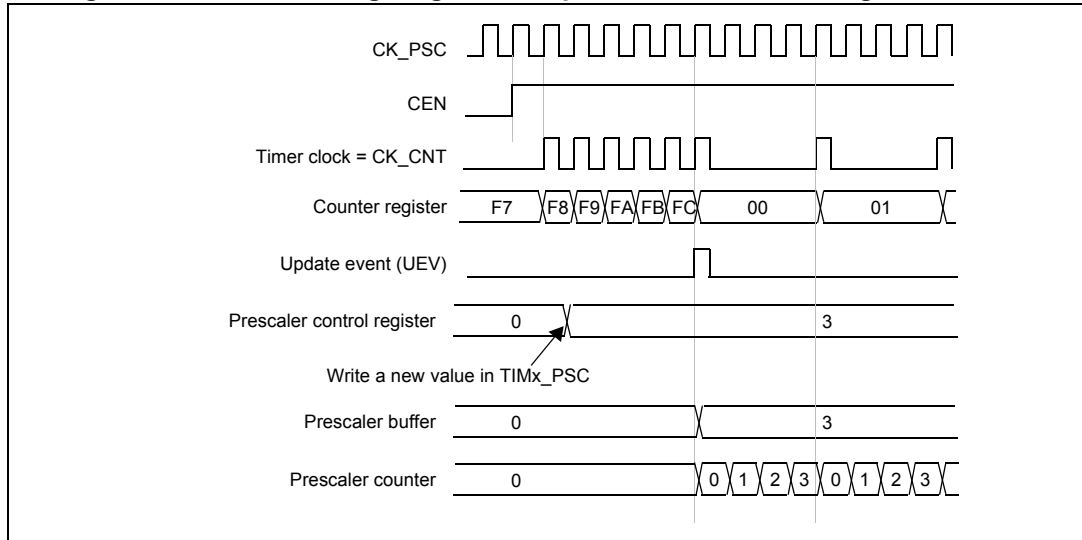 CK_PSC
CEN
Timer clock = CK_CNT
Counter register F7 F8 F9 FA FB FC 00 01
Update event (UEV)
Prescaler control register 0 3
Write a new value in TIMx_PSC
Prescaler buffer 0 3
Prescaler counter 0 0 1 2 3 0 1 2 3